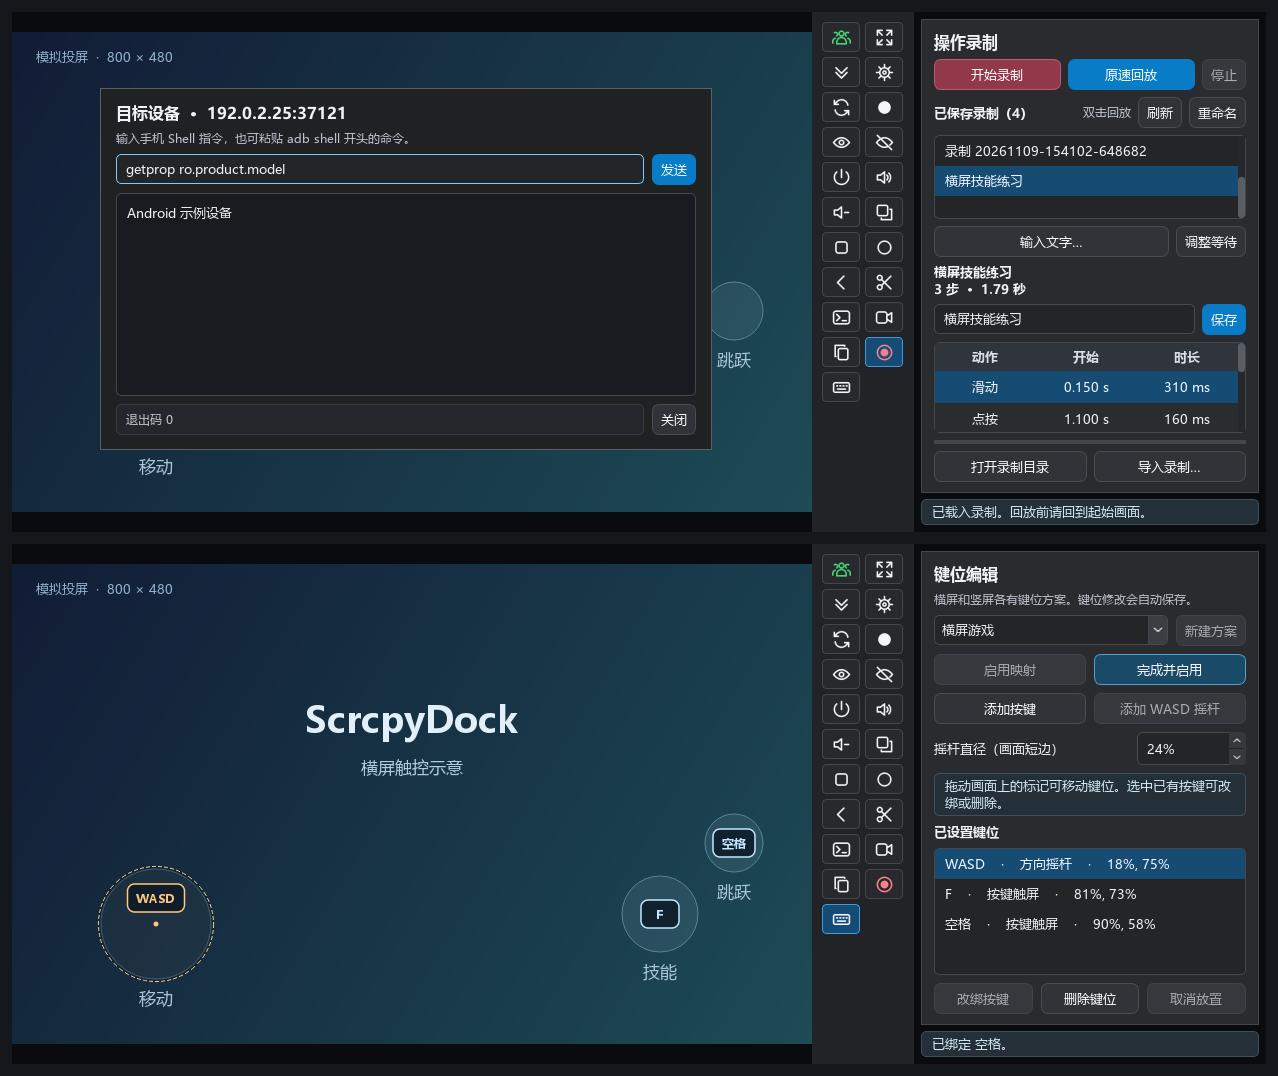 模拟投屏 · 800 × 480
目标设备 • 192.0.2.25:37121
输入手机 Shell 指令，也可粘贴 adb shell 开头的命令。
getprop ro.product.model
发送
Android 示例设备
退出码 0
关闭
跳跃
移动
操作录制
开始录制
原速回放
停止
已保存录制（4）
双击回放
刷新
重命名
录制 20261109-154102-648682
横屏技能练习
输入文字...
调整等待
横屏技能练习
3 步 • 1.79 秒
横屏技能练习
保存
动作 开始 时长
滑动 0.150 s 310 ms
点按 1.100 s 160 ms
打开录制目录
导入录制...
已载入录制。回放前请回到起始画面。
模拟投屏 · 800 × 480
ScrcpyDock
横屏触控示意
空格
跳跃
WASD
F
技能
移动
键位编辑
横屏和竖屏各有键位方案。键位修改会自动保存。
横屏游戏
新建方案
启用映射
完成并启用
添加按键
添加 WASD 摇杆
摇杆直径（画面短边）
24%
拖动画面上的标记可移动键位。选中已有按键可改
绑或删除。
已设置键位
WASD · 方向摇杆 · 18%, 75%
F · 按键触屏 · 81%, 73%
空格 · 按键触屏 · 90%, 58%
改绑按键
删除键位
取消放置
已绑定 空格。